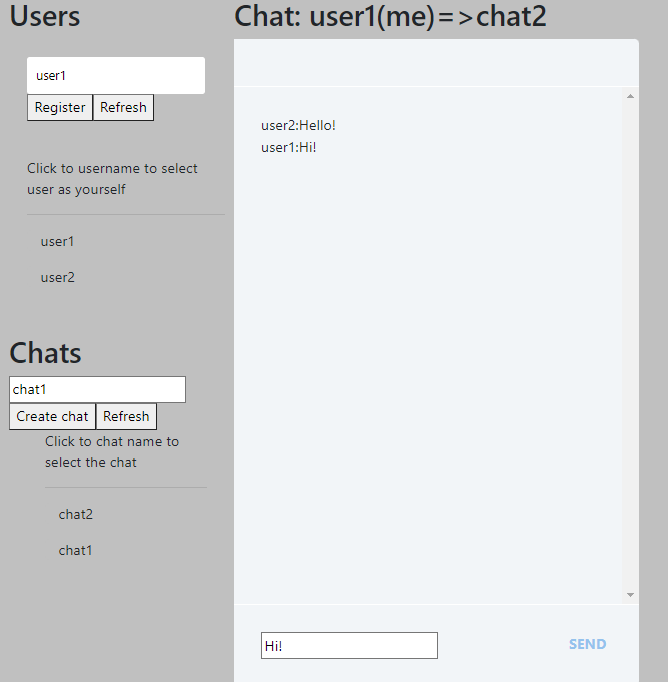 Users
user1
Register Refresh
Click to username to select
user as yourself
user1
user2
Chats
chat1
Create chat Refresh
Click to chat name to
select the chat
chat2
chat1
Chat: user1(me)=>chat2
user2:Hello!
user1:Hi!
Hi! SEND